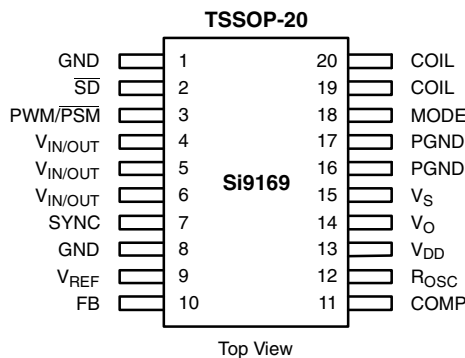 TSSOP-20
GND 1 20 COIL
S̅D̅ 2 19 COIL
PWM/P̅S̅M̅ 3 18 MODE
VIN/OUT 4 17 PGND
VIN/OUT 5 16 PGND
Si9169
VIN/OUT 6 15 VS
SYNC 7 14 VO
GND 8 13 VDD
VREF 9 12 ROSC
FB 10 11 COMP
Top View